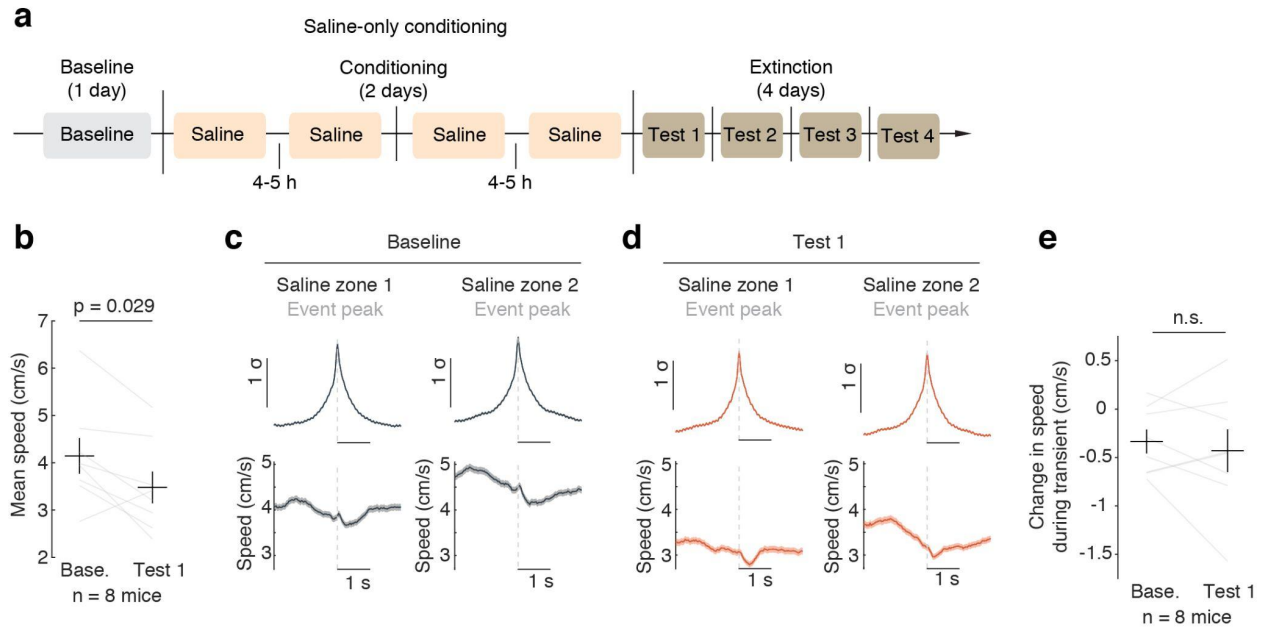 a
Saline-only conditioning
Baseline
(1 day)
Conditioning
(2 days)
Extinction
(4 days)
Baseline
Saline
Saline
Saline
Saline
Test 1
Test 2
Test 3
Test 4
4-5 h
4-5 h
b
p = 0.029
Mean speed (cm/s)
7
6
5
4
3
2
Base.
Test 1
n = 8 mice
c
Baseline
Saline zone 1
Event peak
Saline zone 2
Event peak
1 σ
1 σ
Speed (cm/s)
5
4
3
1 s
Speed (cm/s)
5
4
3
1 s
d
Test 1
Saline zone 1
Event peak
Saline zone 2
Event peak
1 σ
1 σ
Speed (cm/s)
5
4
3
1 s
Speed (cm/s)
5
4
3
1 s
e
n.s.
Change in speed
during transient (cm/s)
0.5
0
-0.5
-1
-1.5
Base.
Test 1
n = 8 mice